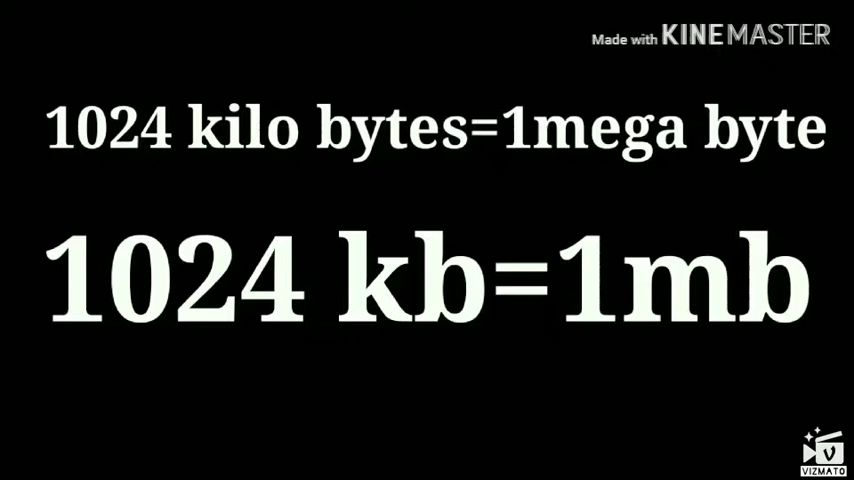 Made with KINEMASTER
1024 kilo bytes=1mega byte
1024 kb=1mb
V
VIZMATO